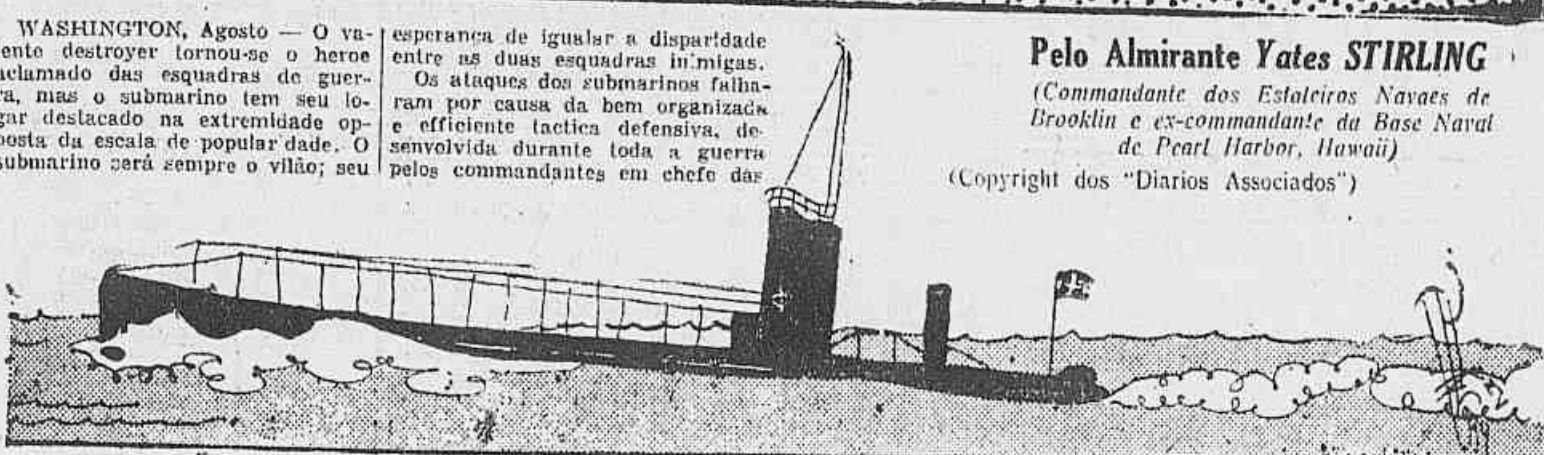 WASHINGTON, Agosto — O va-
ente destroyer tornou-se o heroe
aclamado das esquadras de guer-
ra, mas o submarino tem seu lo-
gar destacado na extremidade op-
posta da escala de popular dade. O
submarino será sempre o vilão; seu
esperança de igualar a disparidade
entre as duas esquadras in migas.
Os ataques dos submarinos falha-
ram por causa da bem organizada
e efficiente tactica defensiva, de-
senvolvida durante toda a guerra
pelos commandantes em chefe das
Pelo Almirante Yates STIRLING
(Commandante dos Estaleiros Navaes de
Brooklin e ex-commandante da Base Naval
de Pearl Harbor, Hawaii)
(Copyright dos "Diarios Associados")